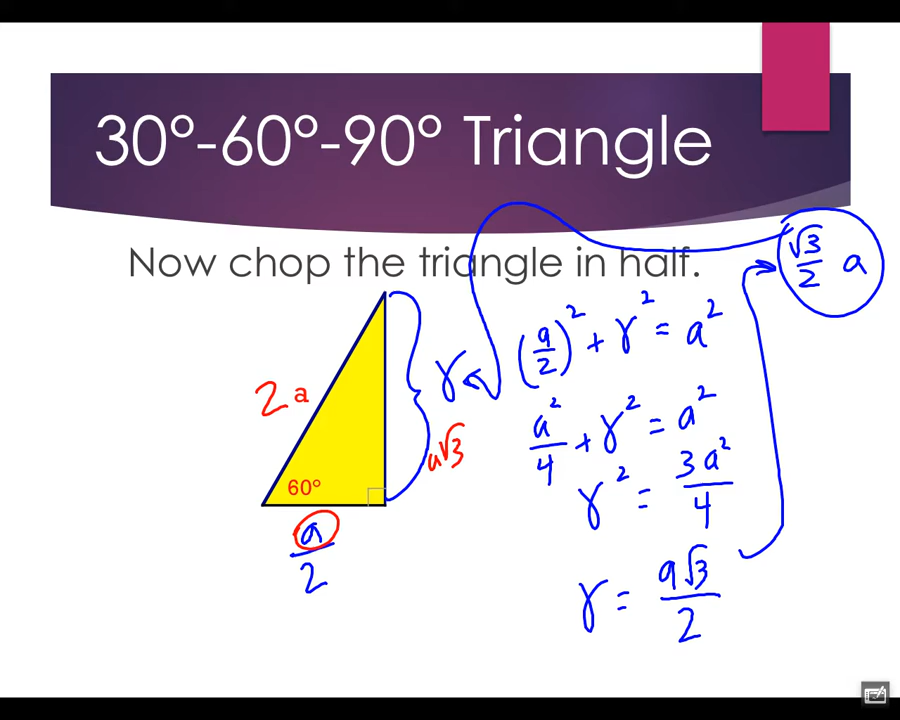 30°-60°-90° Triangle
Now chop the triangle in half.
√3/2 a
(a/2)² + γ² = a²
γ
2a
a²/4 + γ² = a²
a√3
γ² = 3a²/4
60°
a/2
γ = a√3/2